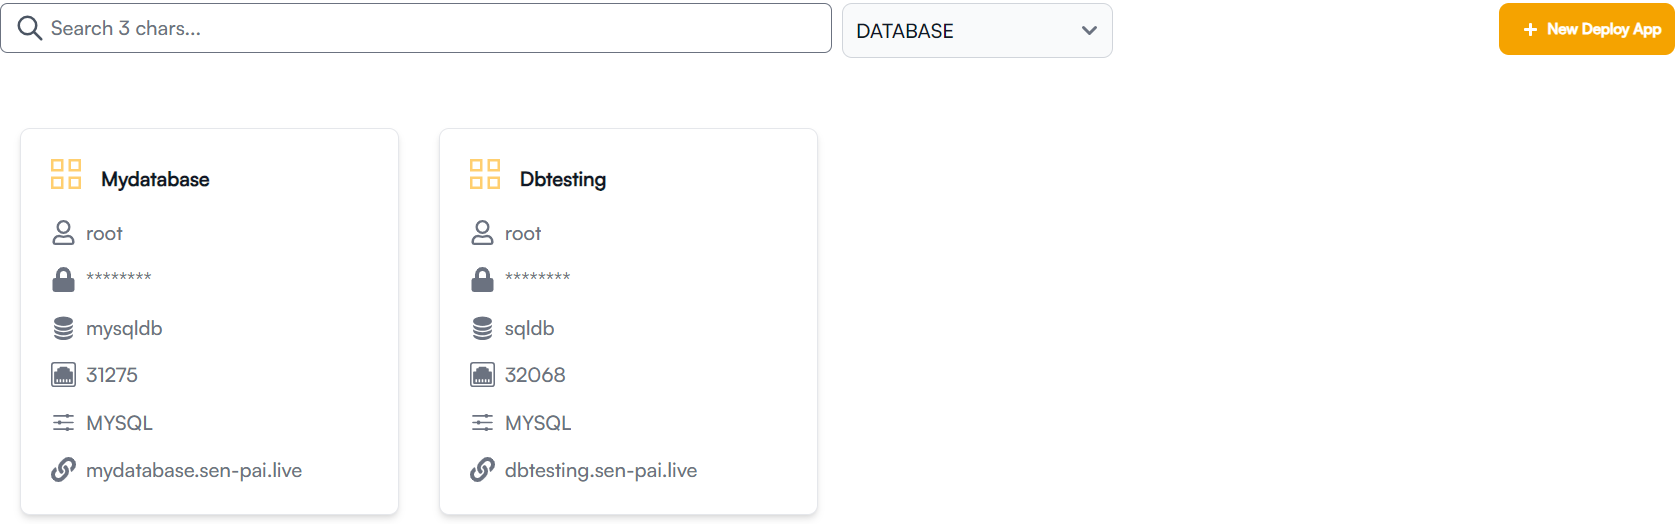 Search 3 chars...
DATABASE
New Deploy App
Mydatabase
root
********
mysqldb
31275
MYSQL
mydatabase.sen-pai.live
Dbtesting
root
********
sqldb
32068
MYSQL
dbtesting.sen-pai.live